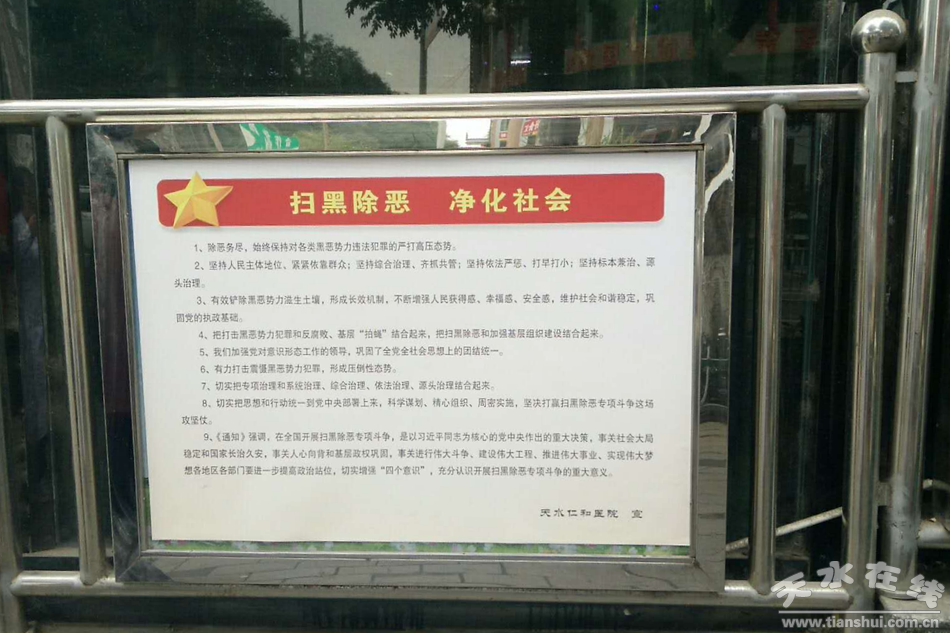 扫黑除恶 净化社会
1、除恶务尽，始终保持对各类黑恶势力违法犯罪的严打高压态势。
2、坚持人民主体地位、紧紧依靠群众；坚持综合治理、齐抓共管；坚持依法严惩、打早打小；坚持标本兼治、源
头治理。
3、有效铲除黑恶势力滋生土壤，形成长效机制，不断增强人民获得感、幸福感、安全感，维护社会和谐稳定，巩
固党的执政基础。
4、把打击黑恶势力犯罪和反腐败、基层“拍蝇”结合起来，把扫黑除恶和加强基层组织建设结合起来。
5、我们加强党对意识形态工作的领导，巩固了全党全社会思想上的团结统一。
6、有力打击震慑黑恶势力犯罪，形成压倒性态势。
7、切实把专项治理和系统治理、综合治理、依法治理、源头治理结合起来。
8、切实把思想和行动统一到党中央部署上来，科学谋划、精心组织、周密实施，坚决打赢扫黑除恶专项斗争这场
攻坚仗。
9、《通知》强调，在全国开展扫黑除恶专项斗争，是以习近平同志为核心的党中央作出的重大决策，事关社会大局
稳定和国家长治久安，事关人心向背和基层政权巩固，事关进行伟大斗争、建设伟大工程、推进伟大事业、实现伟大梦
想各地区各部门要进一步提高政治站位，切实增强“四个意识”，充分认识开展扫黑除恶专项斗争的重大意义。
天水仁和医院 宣
天水在线
www.tianshui.com.cn